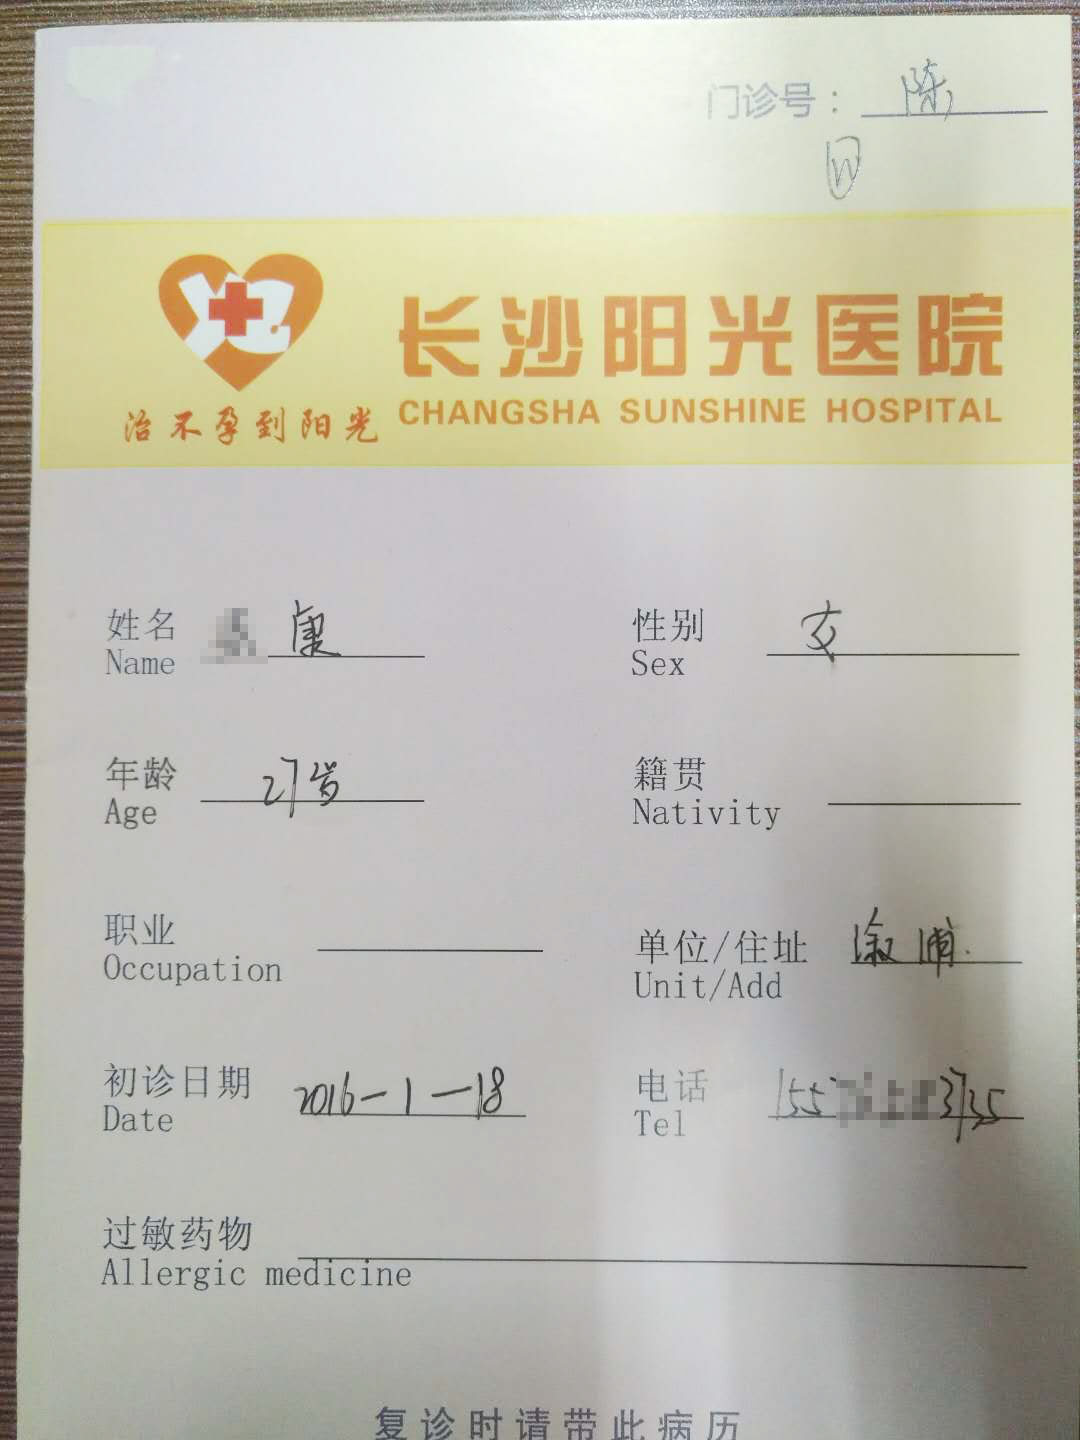 门诊号：陈
W
长沙阳光医院
治不孕到阳光 CHANGSHA SUNSHINE HOSPITAL
姓名 康 性别 女
Name Sex
年龄 27岁 籍贯
Age Nativity
职业 单位/住址 溆浦
Occupation Unit/Add
初诊日期 2016-1-18 电话 155 3735
Date Tel
过敏药物
Allergic medicine
复诊时请带此病历